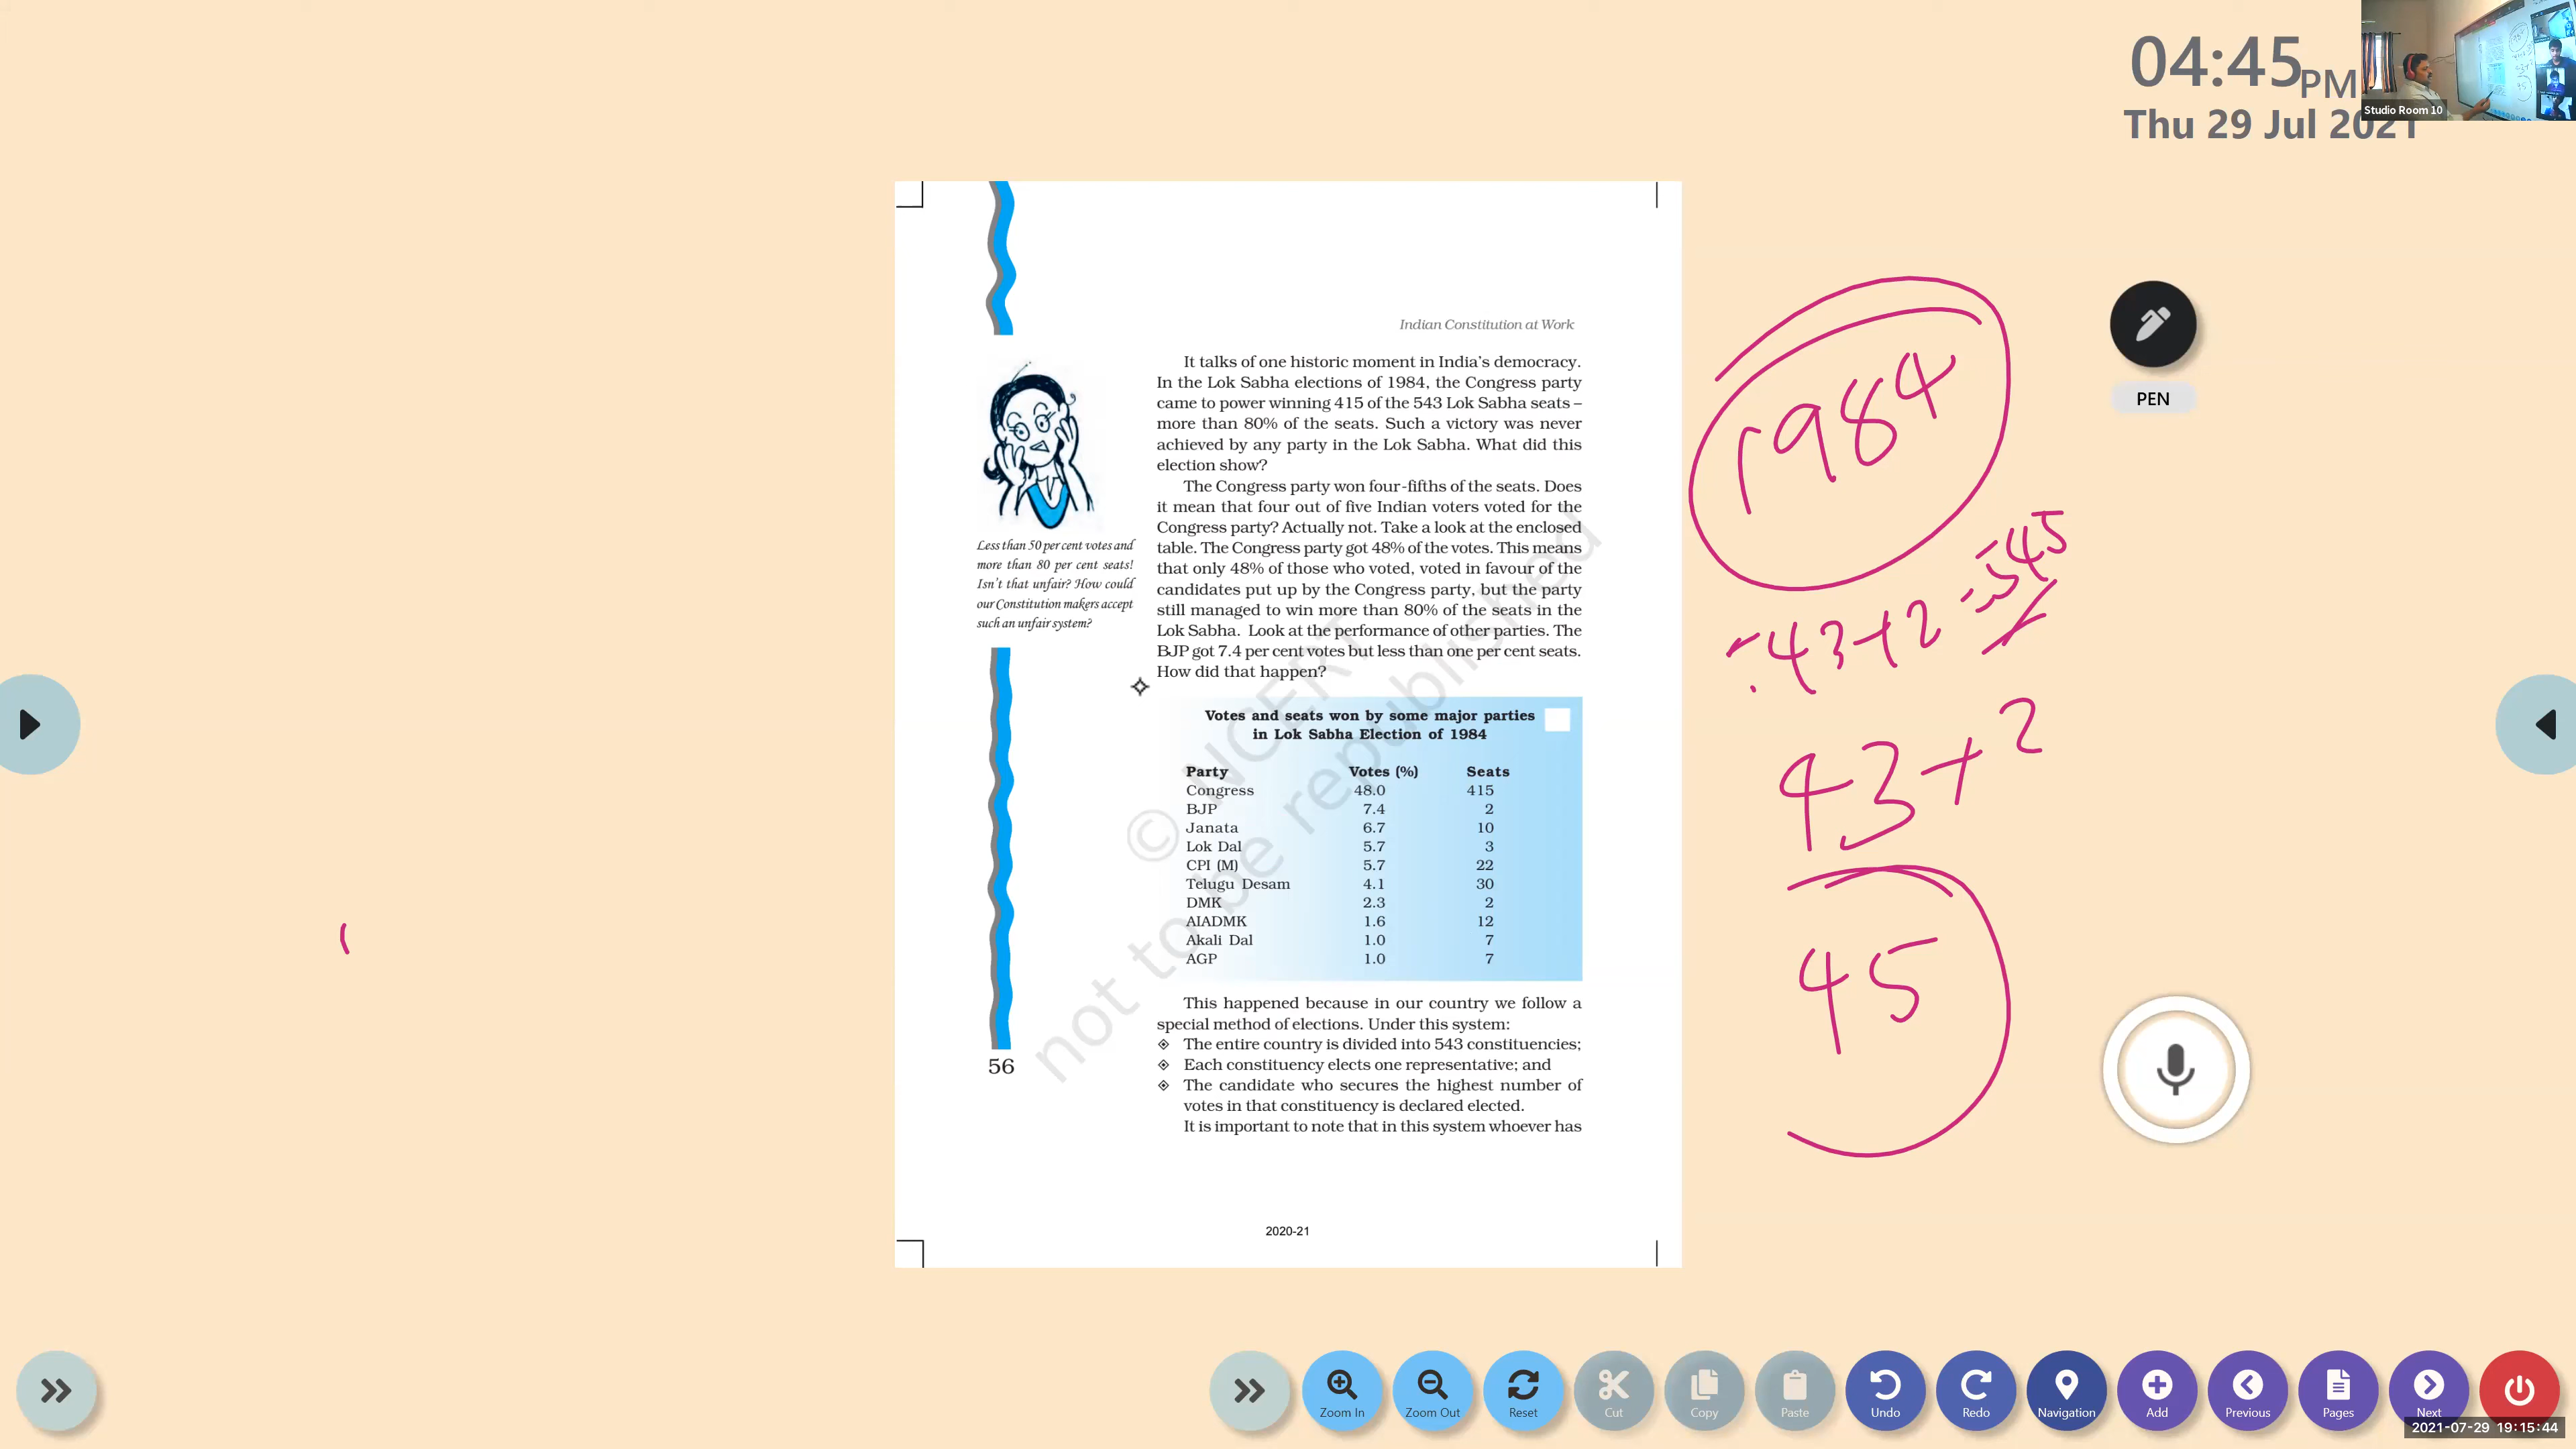 04:45PM
Thu 29 Jul 2021
Studio Room 10
Indian Constitution at Work
It talks of one historic moment in India's democracy.
In the Lok Sabha elections of 1984, the Congress party
came to power winning 415 of the 543 Lok Sabha seats –
more than 80% of the seats. Such a victory was never
achieved by any party in the Lok Sabha. What did this
election show?
The Congress party won four-fifths of the seats. Does
it mean that four out of five Indian voters voted for the
Congress party? Actually not. Take a look at the enclosed
table. The Congress party got 48% of the votes. This means
that only 48% of those who voted, voted in favour of the
candidates put up by the Congress party, but the party
still managed to win more than 80% of the seats in the
Lok Sabha. Look at the performance of other parties. The
BJP got 7.4 per cent votes but less than one per cent seats.
How did that happen?
Less than 50 per cent votes and
more than 80 per cent seats!
Isn't that unfair? How could
our Constitution makers accept
such an unfair system?
Votes and seats won by some major parties
in Lok Sabha Election of 1984
Party Votes (%) Seats
Congress 48.0 415
BJP 7.4 2
Janata 6.7 10
Lok Dal 5.7 3
CPI (M) 5.7 22
Telugu Desam 4.1 30
DMK 2.3 2
AIADMK 1.6 12
Akali Dal 1.0 7
AGP 1.0 7
© NCERT
not to be republished
This happened because in our country we follow a
special method of elections. Under this system:
The entire country is divided into 543 constituencies;
Each constituency elects one representative; and
The candidate who secures the highest number of
votes in that constituency is declared elected.
It is important to note that in this system whoever has
56
2020-21
1984
43+2=545
43+2
45
PEN
Zoom In
Zoom Out
Reset
Cut
Copy
Paste
Undo
Redo
Navigation
Add
Previous
Pages
Next
2021-07-29 19:15:44